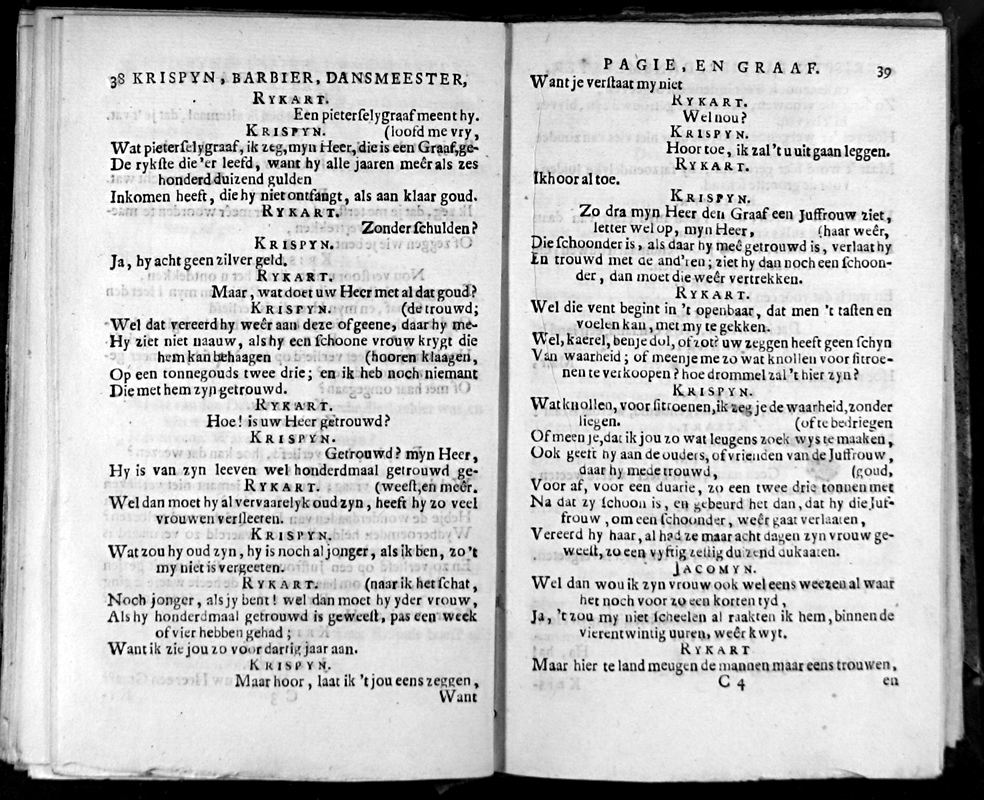 38 KRISPYN, BARBIER, DANSMEESTER,
RYKART.
Een pieterselygraaf meent hy.
KRISPYN. (loofd me vry,
Wat pieterselygraaf, ik zeg, myn Heer, die is een Graaf, ge-
De rykste die 'er leefd, want hy alle jaaren meêr als zes
honderd duizend gulden
Inkomen heeft, die hy niet ontfangt, als aan klaar goud.
RYKART.
Zonder schulden?
KRISPYN.
Ja, hy acht geen zilver geld.
RYKART.
Maar, wat doet uw Heer met al dat goud?
KRISPYN. (de trouwd;
Wel dat vereerd hy weêr aan deze of geene, daar hy me-
Hy ziet niet naauw, als hy een schoone vrouw krygt die
hem kan behaagen (hooren klaagen,
Op een tonnegouds twee drie; en ik heb noch niemant
Die met hem zyn getrouwd.
RYKART.
Hoe! is uw Heer getrouwd?
KRISPYN.
Getrouwd? myn Heer,
Hy is van zyn leeven wel honderdmaal getrouwd ge-
RYKART. (weest, en meêr.
Wel dan moet hy al vervaarelyk oud zyn, heeft hy zo veel
vrouwen versleeten.
KRISPYN.
Wat zou hy oud zyn, hy is noch al jonger, als ik ben, zo 't
my niet is vergeeten.
RYKART. (naar ik het schat,
Noch jonger, als jy bent! wel dan moet hy yder vrouw,
Als hy honderdmaal getrouwd is geweest, pas een week
of vier hebben gehad;
Want ik zie jou zo voor dartig jaar aan.
KRISPYN.
Maar hoor, laat ik 't jou eens zeggen,
Want
PAGIE, EN GRAAF. 39
Want je verstaat my niet
RYKART.
Wel nou?
KRISPYN.
Hoor toe, ik zal 't u uit gaan leggen.
RYKART.
Ik hoor al toe.
KRISPYN.
Zo dra myn Heer den Graaf een Juffrouw ziet,
letter wel op, myn Heer, (haar weêr,
Die schoonder is, als daar hy meê getrouwd is, verlaat hy
En trouwd met de and'ren; ziet hy dan noch een schoon-
der, dan moet die weêr vertrekken.
RYKART.
Wel die vent begint in 't openbaar, dat men 't tasten en
voelen kan, met my te gekken.
Wel, kaerel, ben je dol, of zot? uw zeggen heeft geen schyn
Van waarheid; of meen je me zo wat knollen voor sitroe-
nen te verkoopen? hoe drommel zal 't hier zyn?
KRISPYN.
Wat knollen, voor sitroenen, ik zeg je de waarheid, zonder
liegen. (of te bedriegen
Of meen je, dat ik jou zo wat leugens zoek wys te maaken,
Ook geeft hy aan de ouders, of vrienden van de Juffrouw,
daar hy mede trouwd, (goud,
Voor af, voor een duarie, zo een twee drie tonnen met
Na dat zy schoon is, en gebeurd het dan, dat hy die Juf-
frouw, om een schoonder, weêr gaat verlaaten,
Vereerd hy haar, al had ze maar acht dagen zyn vrouw ge-
weest, zo een vyftig zestig duizend dukaaten.
JACOMYN.
Wel dan wou ik zyn vrouw ook wel eens weezen al waar
het noch voor zo een korten tyd,
Ja, 't zou my niet scheelen al raakten ik hem, binnen de
vierentwintig uuren, weêr kwyt.
RYKART
Maar hier te land meugen de mannen maar eens trouwen,
C 4 en